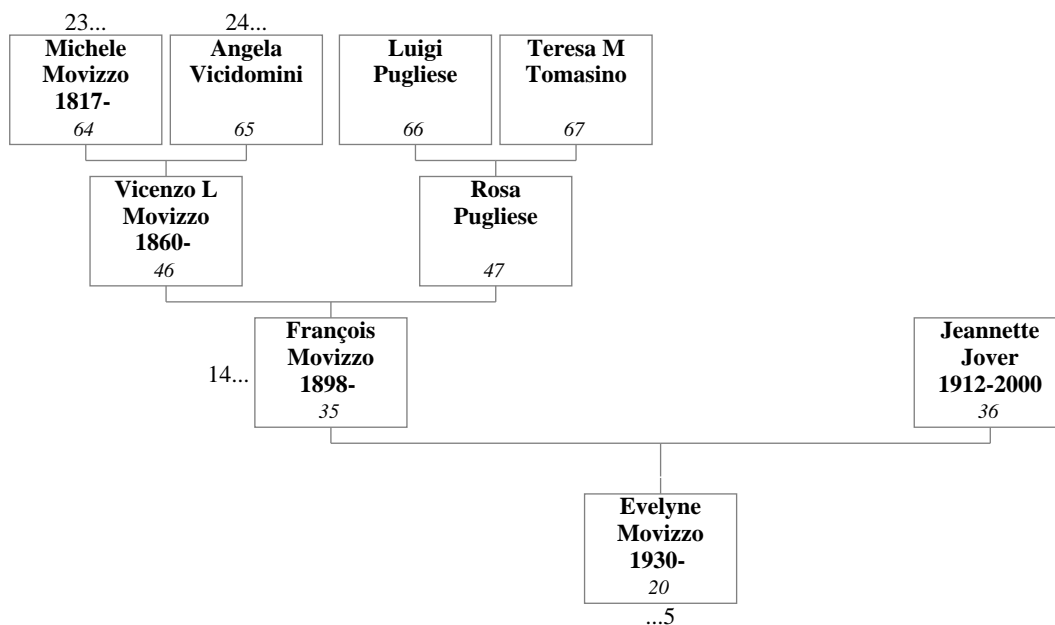 23...
24...
Michele
Movizzo
1817-
64
Angela
Vicidomini
65
Luigi
Pugliese
66
Teresa M
Tomasino
67
Vicenzo L
Movizzo
1860-
46
Rosa
Pugliese
47
14...
François
Movizzo
1898-
35
Jeannette
Jover
1912-2000
36
Evelyne
Movizzo
1930-
20
...5